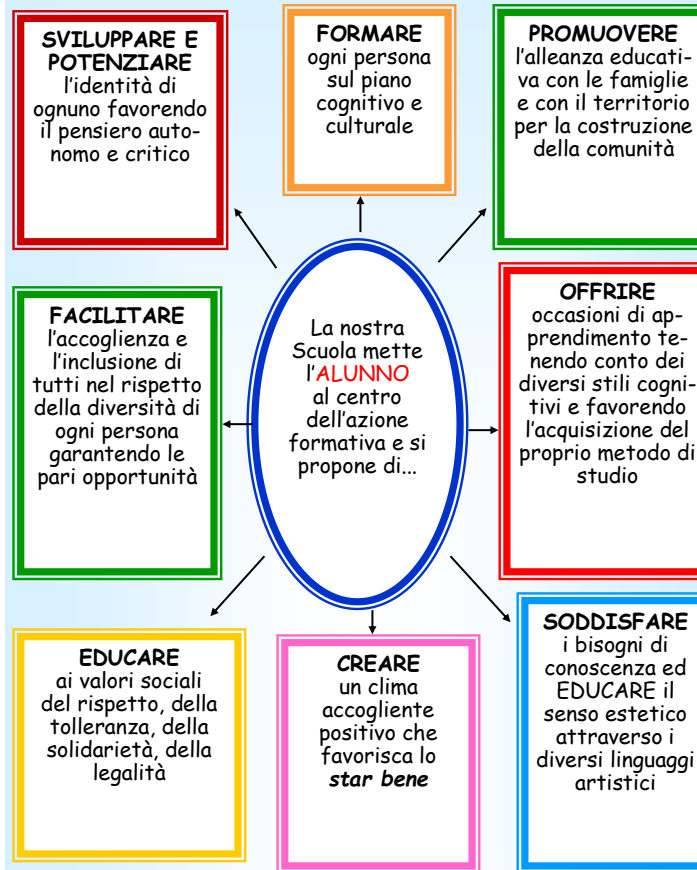 SVILUPPARE E
POTENZIARE
l'identità di
ognuno favorendo
il pensiero auto-
nomo e critico
FORMARE
ogni persona
sul piano
cognitivo e
culturale
PROMUOVERE
l'alleanza educati-
va con le famiglie
e con il territorio
per la costruzione
della comunità
FACILITARE
l'accoglienza e
l'inclusione di
tutti nel rispetto
della diversità di
ogni persona
garantendo le
pari opportunità
La nostra
Scuola mette
l'ALUNNO
al centro
dell'azione
formativa e si
propone di...
OFFRIRE
occasioni di ap-
prendimento te-
nendo conto dei
diversi stili cogni-
tivi e favorendo
l'acquisizione del
proprio metodo di
studio
EDUCARE
ai valori sociali
del rispetto, della
tolleranza, della
solidarietà, della
legalità
CREARE
un clima
accogliente
positivo che
favorisca lo
star bene
SODDISFARE
i bisogni di
conoscenza ed
EDUCARE il
senso estetico
attraverso i
diversi linguaggi
artistici